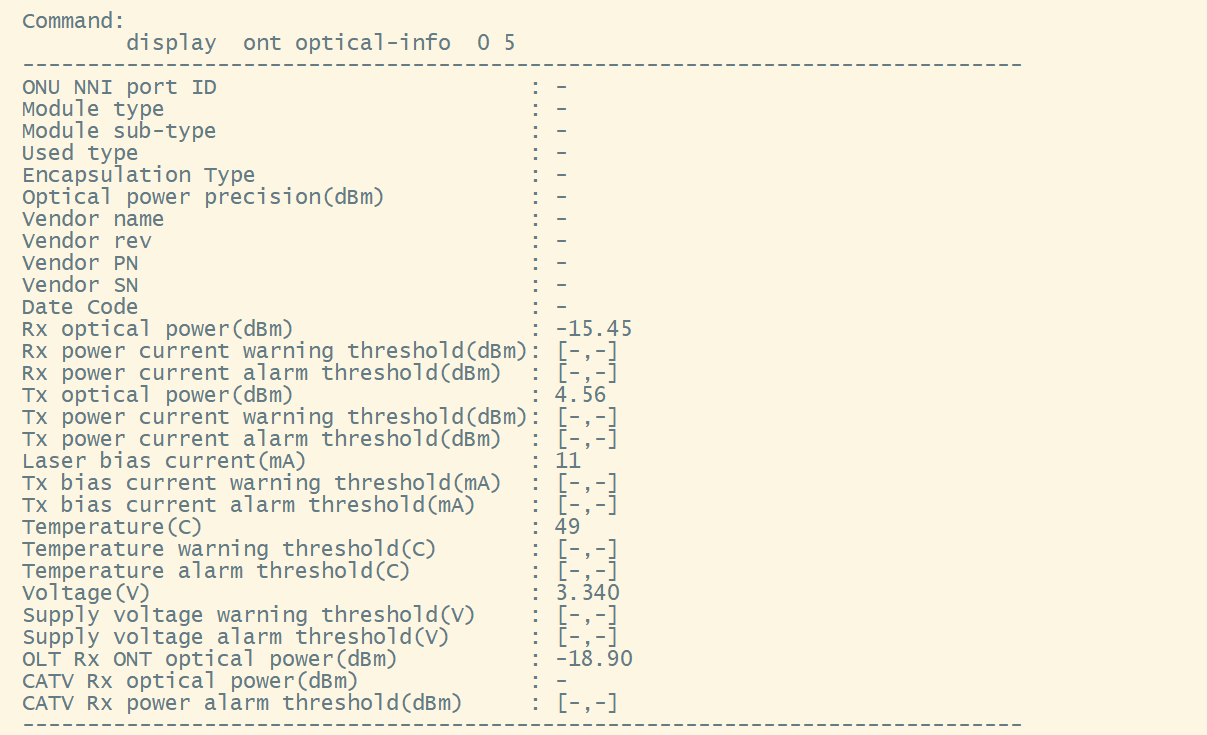 Command:
display  ont optical-info  0 5
-----------------------------------------------------------------------------
ONU NNI port ID                        : -
Module type                            : -
Module sub-type                        : -
Used type                              : -
Encapsulation Type                     : -
Optical power precision(dBm)           : -
Vendor name                            : -
Vendor rev                             : -
Vendor PN                              : -
Vendor SN                              : -
Date Code                              : -
Rx optical power(dBm)                  : -15.45
Rx power current warning threshold(dBm): [-,-]
Rx power current alarm threshold(dBm)  : [-,-]
Tx optical power(dBm)                  : 4.56
Tx power current warning threshold(dBm): [-,-]
Tx power current alarm threshold(dBm)  : [-,-]
Laser bias current(mA)                 : 11
Tx bias current warning threshold(mA)  : [-,-]
Tx bias current alarm threshold(mA)    : [-,-]
Temperature(C)                         : 49
Temperature warning threshold(C)       : [-,-]
Temperature alarm threshold(C)         : [-,-]
Voltage(V)                             : 3.340
Supply voltage warning threshold(V)    : [-,-]
Supply voltage alarm threshold(V)      : [-,-]
OLT Rx ONT optical power(dBm)          : -18.90
CATV Rx optical power(dBm)             : -
CATV Rx power alarm threshold(dBm)     : [-,-]
-----------------------------------------------------------------------------